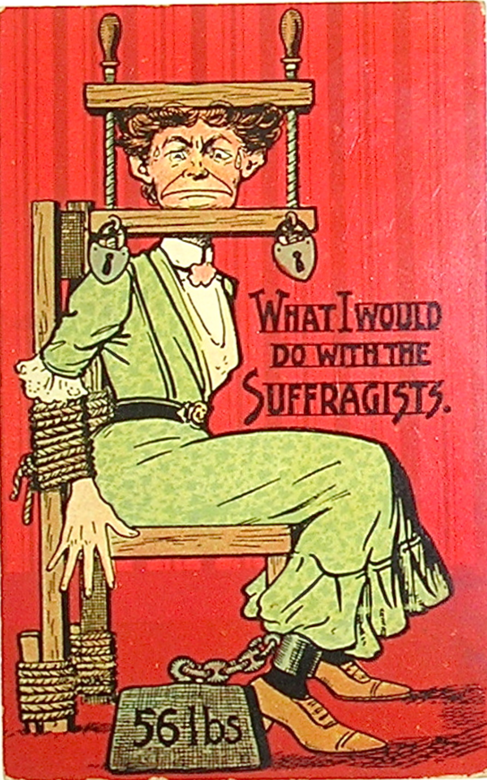 WHAT I WOULD
DO WITH THE
SUFFRAGISTS.
56 lbs